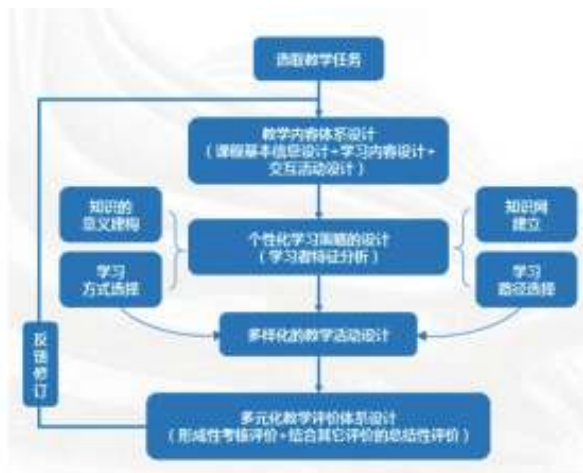 选取教学任务
教学内容体系设计
（课程基本信息设计+学习内容设计+
交互活动设计）
知识的
意义建构
个性化学习策略的设计
（学习者特征分析）
知识网
建立
学习
方式选择
学习
路径选择
多样化的教学活动设计
反馈修订
多元化教学评价体系设计
（形成性考核评价+结合其它评价的总结性评价）